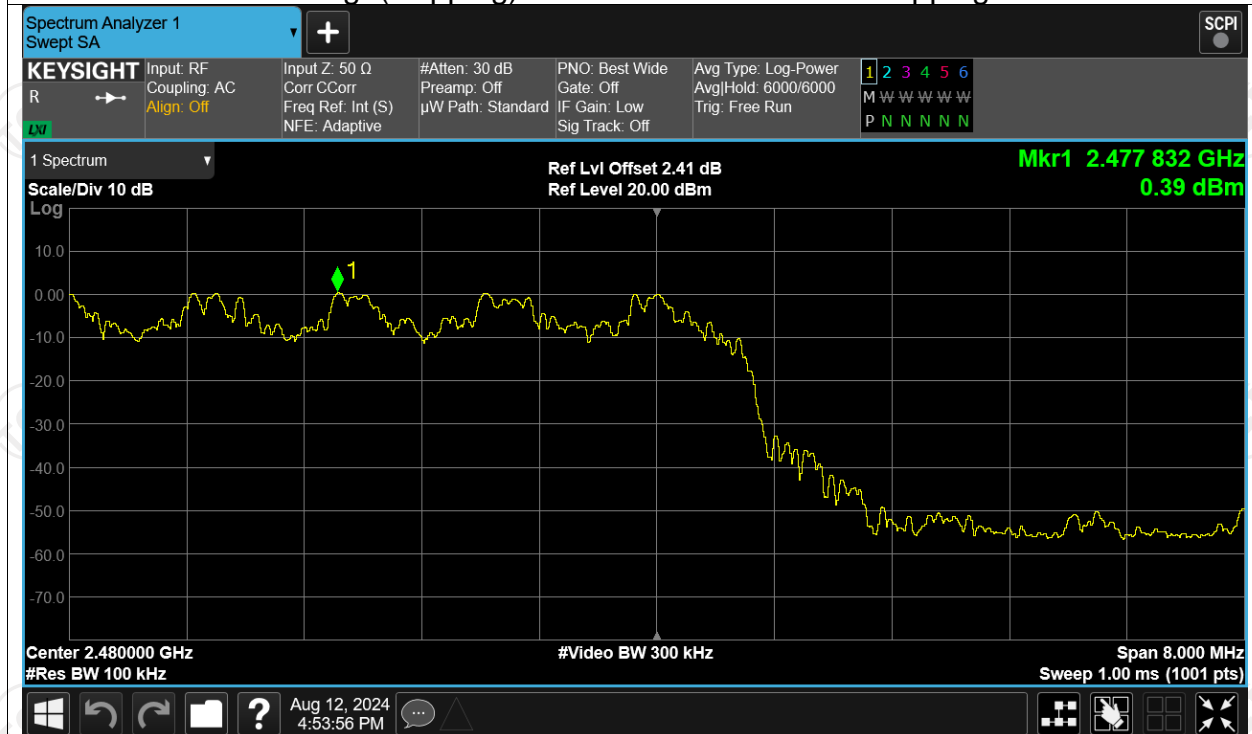 Spectrum Analyzer 1
Swept SA
+
SCPI
KEYSIGHT
R
LXI
Input: RF
Coupling: AC
Align: Off
Input Z: 50 Ω
Corr CCorr
Freq Ref: Int (S)
NFE: Adaptive
#Atten: 30 dB
Preamp: Off
µW Path: Standard
PNO: Best Wide
Gate: Off
IF Gain: Low
Sig Track: Off
Avg Type: Log-Power
Avg|Hold: 6000/6000
Trig: Free Run
1 2 3 4 5 6
M W W W W W
P N N N N N
1 Spectrum
Scale/Div 10 dB
Log
Ref Lvl Offset 2.41 dB
Ref Level 20.00 dBm
Mkr1 2.477 832 GHz
0.39 dBm
1
10.0
0.00
-10.0
-20.0
-30.0
-40.0
-50.0
-60.0
-70.0
Center 2.480000 GHz
#Res BW 100 kHz
#Video BW 300 kHz
Span 8.000 MHz
Sweep 1.00 ms (1001 pts)
?
Aug 12, 2024
4:53:56 PM